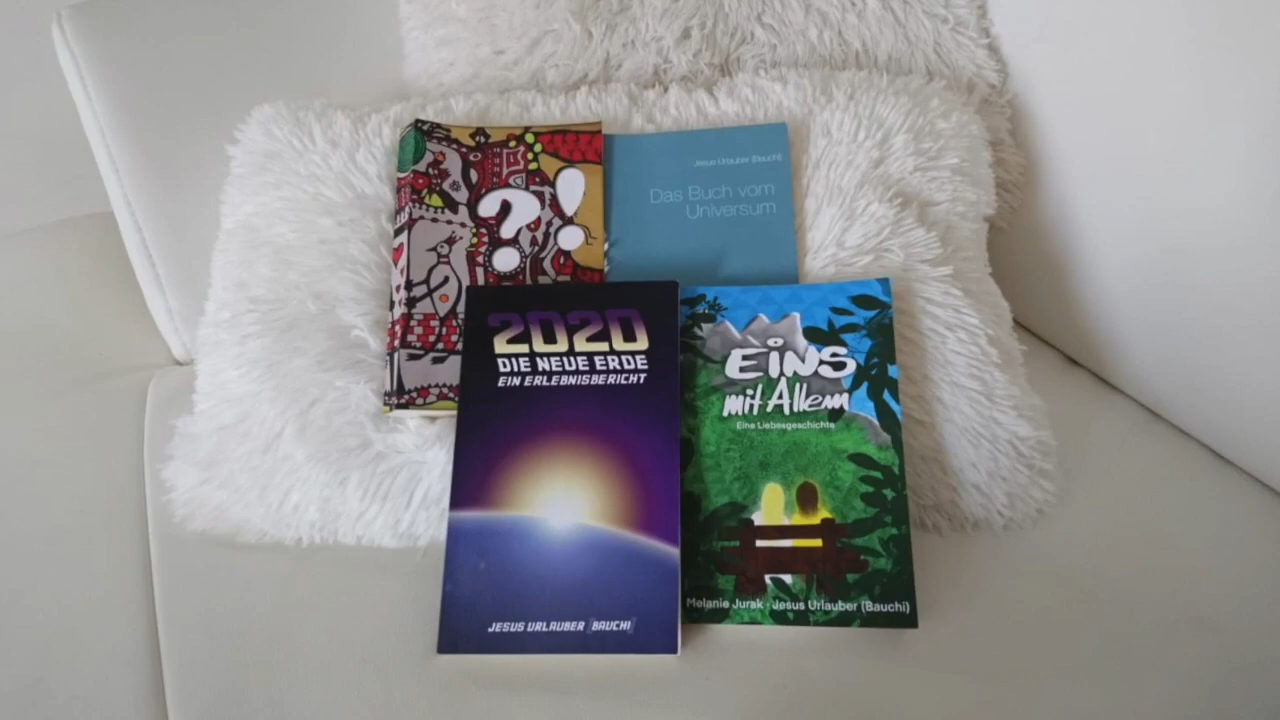 ?!
Jesus Urlauber (Bauchi)
Das Buch vom
Universum
2020
DIE NEUE ERDE
EIN ERLEBNISBERICHT
JESUS URLAUBER [BAUCHI]
EINS
mit Allem
Eine Liebesgeschichte
Melanie Jurak · Jesus Urlauber (Bauchi)